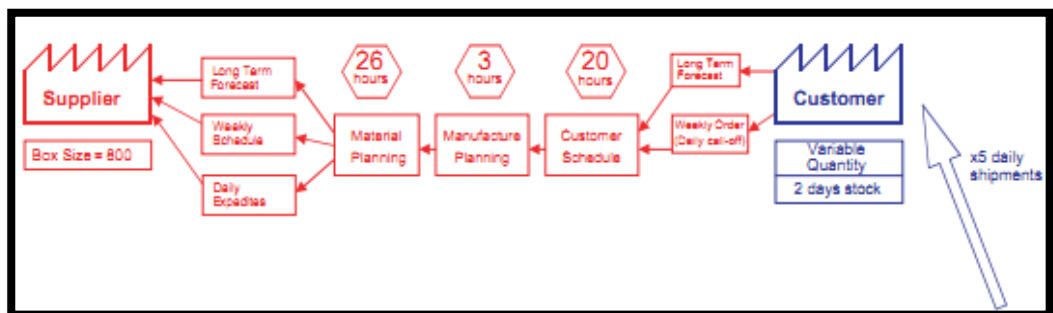 Supplier
Box Size = 800
Long Term
Forecast
Weekly
Schedule
Daily
Expedites
26
hours
Material
Planning
3
hours
Manufacture
Planning
20
hours
Customer
Schedule
Long Term
Forecast
Weekly Order
(Daily call-off)
Customer
Variable
Quantity
2 days stock
x5 daily
shipments